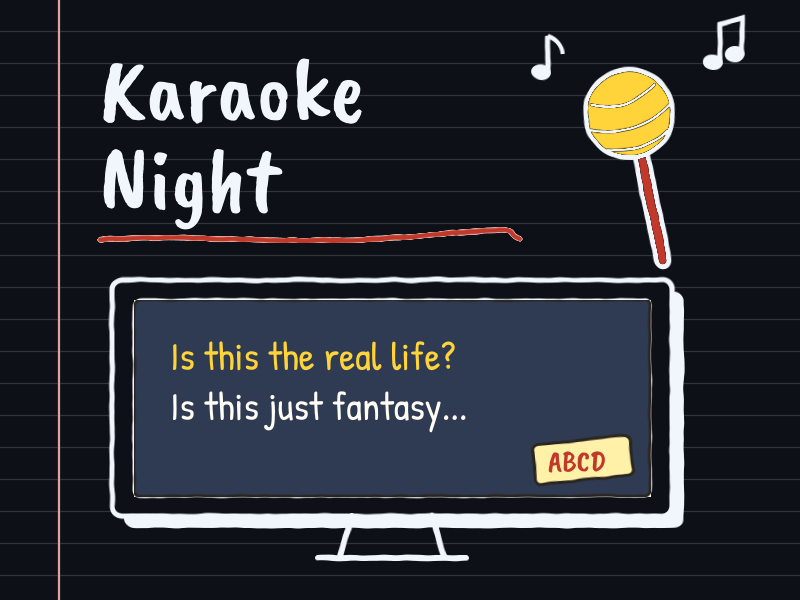 Karaoke
Night
Is this the real life?
Is this just fantasy...
ABCD